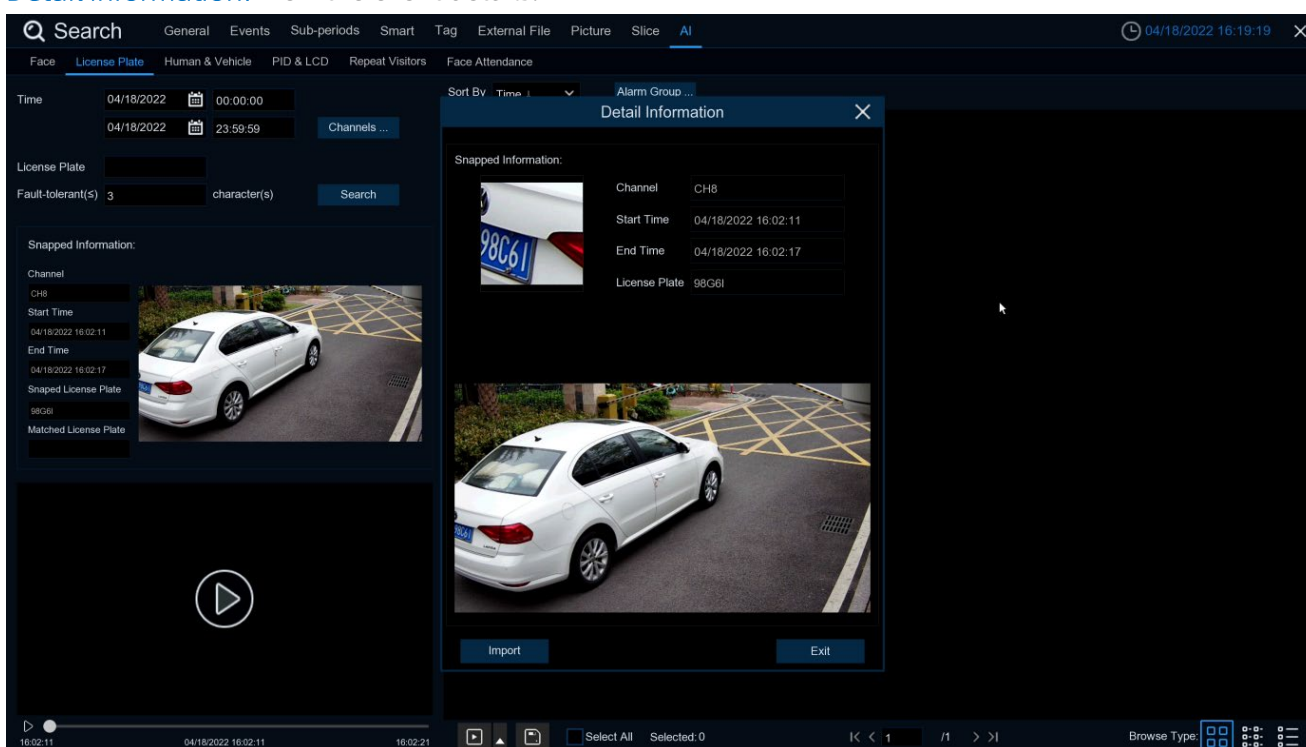 Search General Events Sub-periods Smart Tag External File Picture Slice AI 04/18/2022 16:19:19
Face License Plate Human & Vehicle PID & LCD Repeat Visitors Face Attendance
Time 04/18/2022 00:00:00
04/18/2022 23:59:59 Channels ...
License Plate
Fault-tolerant(≤) 3 character(s) Search
Snapped Information:
Channel
CH8
Start Time
04/18/2022 16:02:11
End Time
04/18/2022 16:02:17
Snaped License Plate
98G6I
Matched License Plate
16:02:11 04/18/2022 16:02:11 16:02:21
Sort By Time Alarm Group ...
Detail Information
Snapped Information:
Channel CH8
Start Time 04/18/2022 16:02:11
End Time 04/18/2022 16:02:17
License Plate 98G6I
98C61
Import Exit
Select All Selected: 0 1 /1 Browse Type: